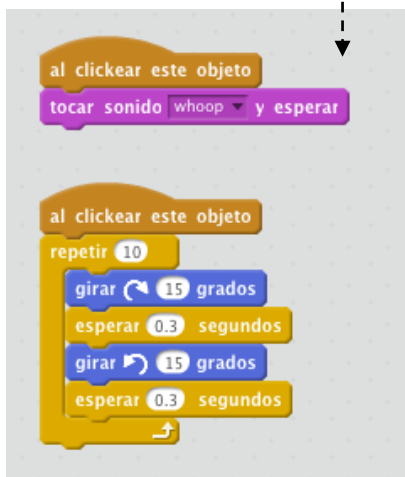 al clickear este objeto
tocar sonido whoop y esperar
al clickear este objeto
repetir 10
girar 15 grados
esperar 0.3 segundos
girar 15 grados
esperar 0.3 segundos